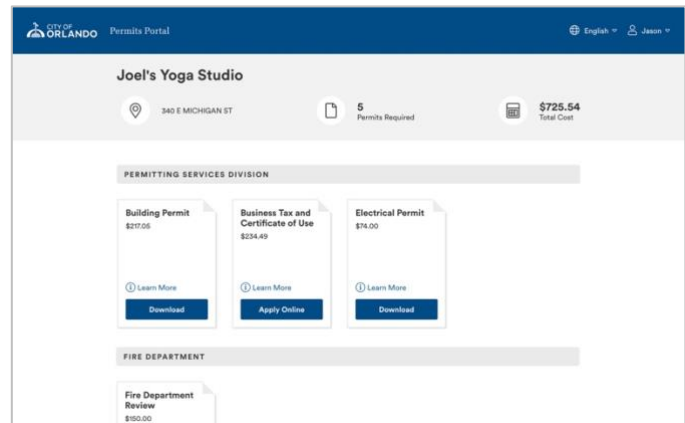 CITY OF
ORLANDO
Permits Portal
English
Jason
Joel's Yoga Studio
340 E MICHIGAN ST
5
Permits Required
$725.54
Total Cost
PERMITTING SERVICES DIVISION
Building Permit
$217.05
Learn More
Download
Business Tax and
Certificate of Use
$234.49
Learn More
Apply Online
Electrical Permit
$74.00
Learn More
Download
FIRE DEPARTMENT
Fire Department
Review
$150.00